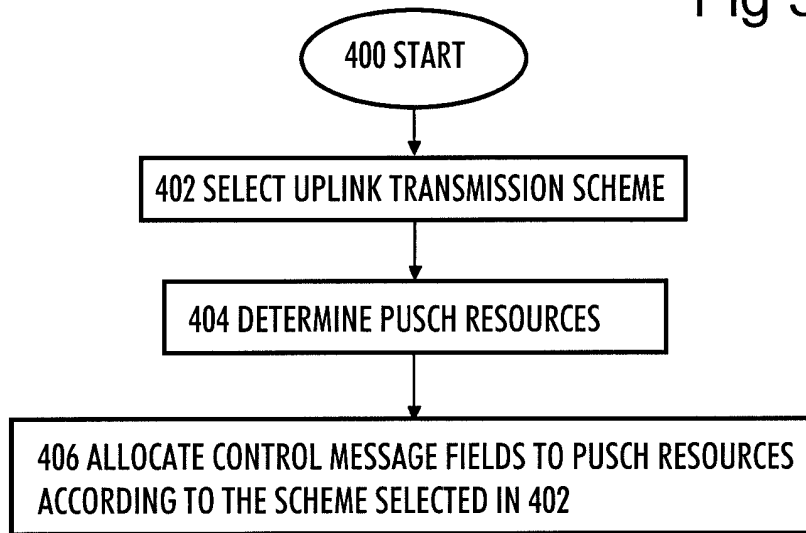 Fig
400 START
402 SELECT UPLINK TRANSMISSION SCHEME
404 DETERMINE PUSCH RESOURCES
406 ALLOCATE CONTROL MESSAGE FIELDS TO PUSCH RESOURCES
ACCORDING TO THE SCHEME SELECTED IN 402